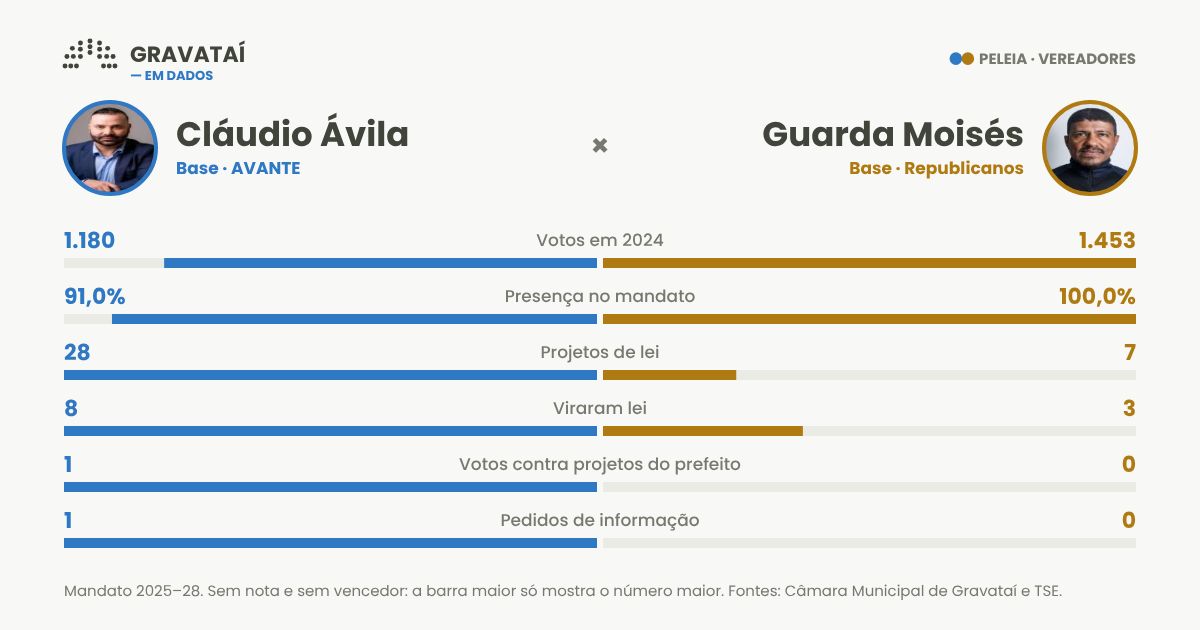 GRAVATAÍ
— EM DADOS
PELEIA · VEREADORES
Cláudio Ávila
Base · AVANTE
×
Guarda Moisés
Base · Republicanos
1.180 Votos em 2024 1.453
91,0% Presença no mandato 100,0%
28 Projetos de lei 7
8 Viraram lei 3
1 Votos contra projetos do prefeito 0
1 Pedidos de informação 0
Mandato 2025–28. Sem nota e sem vencedor: a barra maior só mostra o número maior. Fontes: Câmara Municipal de Gravataí e TSE.